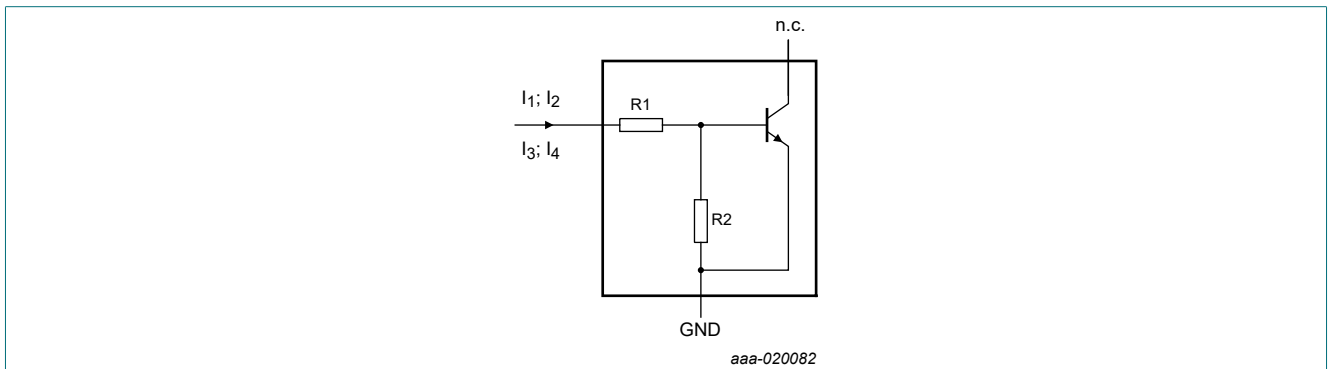 n.c.
I1; I2
R1
I3; I4
R2
GND
aaa-020082